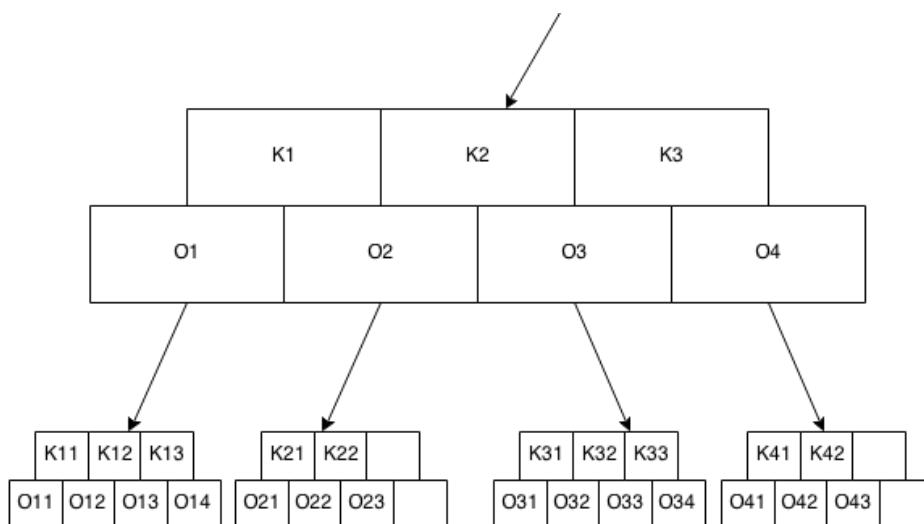 K1 K2 K3
O1 O2 O3 O4
K11 K12 K13 K21 K22 K31 K32 K33 K41 K42
O11 O12 O13 O14 O21 O22 O23 O31 O32 O33 O34 O41 O42 O43